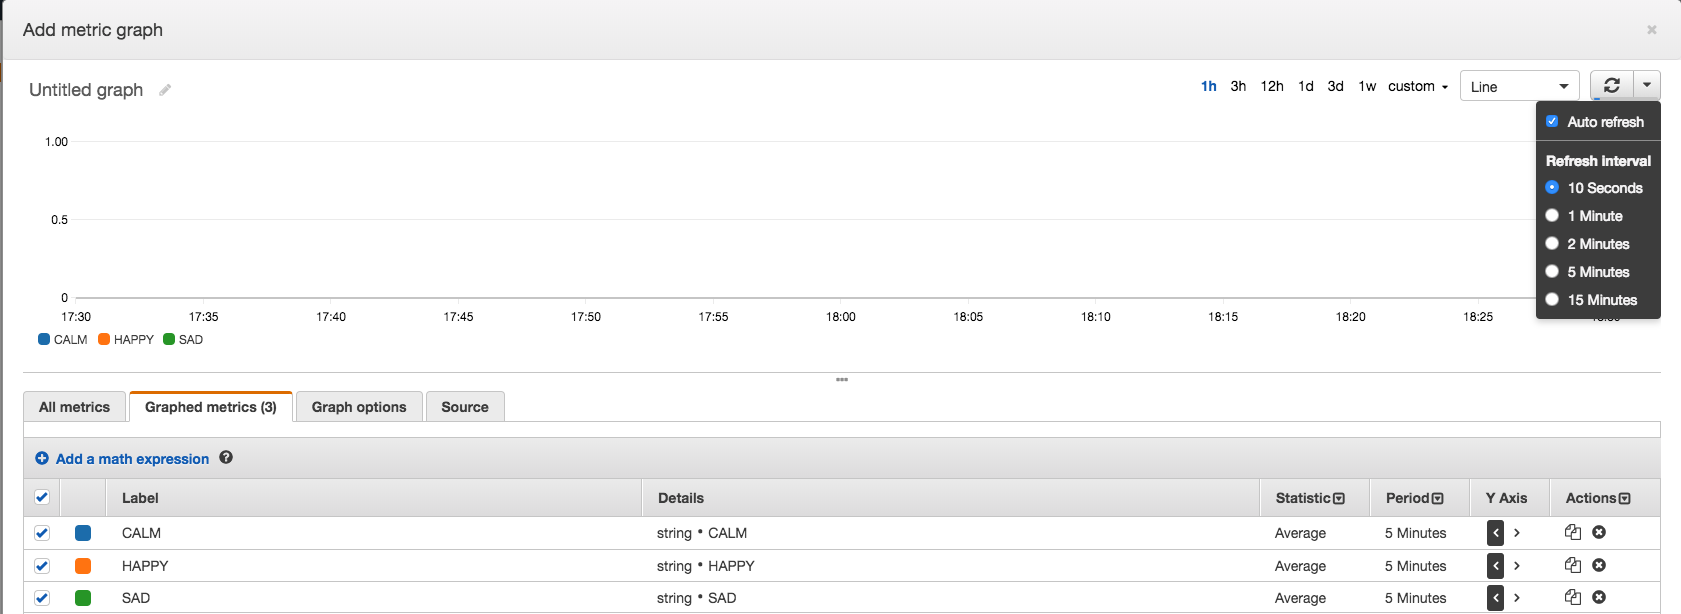 Add metric graph
Untitled graph
1h 3h 12h 1d 3d 1w custom Line
Auto refresh
Refresh Interval
10 Seconds
1 Minute
2 Minutes
5 Minutes
15 Minutes
1.00
0.5
0
17:30 17:35 17:40 17:45 17:50 17:55 18:00 18:05 18:10 18:15 18:20 18:25
CALM HAPPY SAD
All metrics Graphed metrics (3) Graph options Source
Add a math expression ?
Label Details Statistic Period Y Axis Actions
CALM string • CALM Average 5 Minutes < >
HAPPY string • HAPPY Average 5 Minutes < >
SAD string • SAD Average 5 Minutes < >